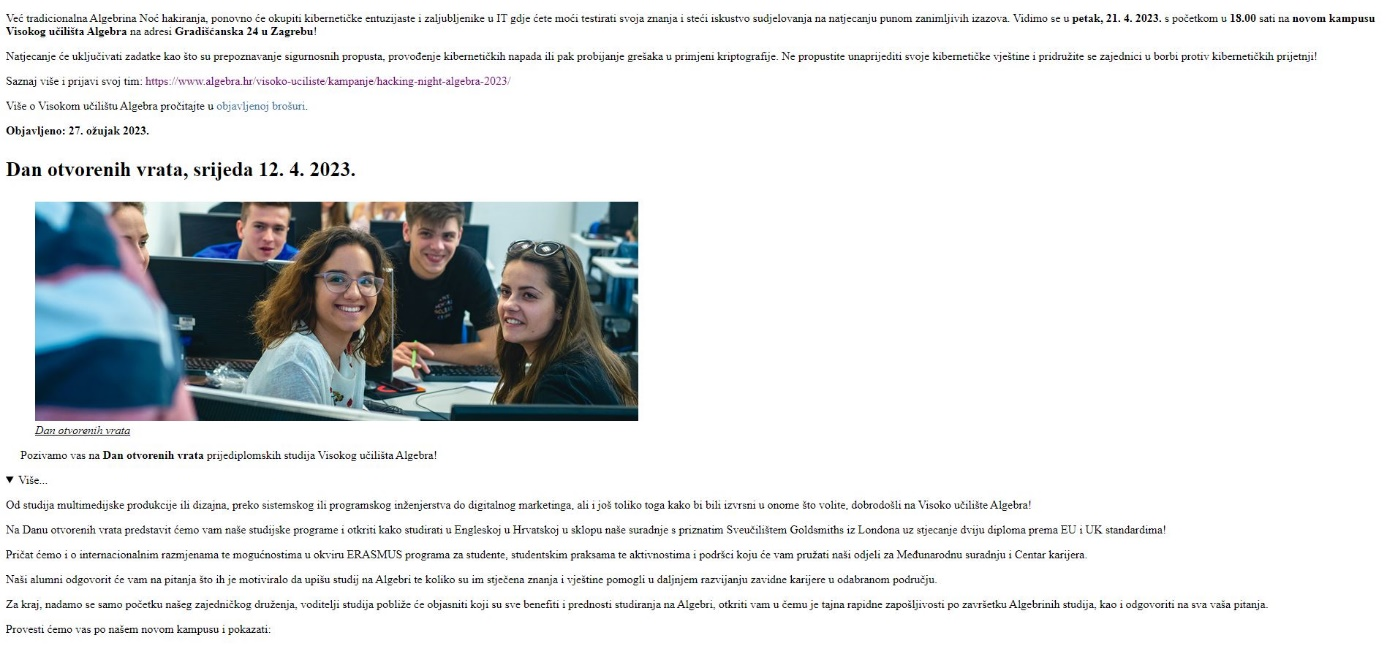 Već tradicionalna Algebrina Noć hakiranja, ponovno će okupiti kibernetičke entuzijaste i zaljubljenike u IT gdje ćete moći testirati svoja znanja i steći iskustvo sudjelovanja na natjecanju punom zanimljivih izazova. Vidimo se u petak, 21. 4. 2023. s početkom u 18.00 sati na novom kampusu
Visokog učilišta Algebra na adresi Gradišćanska 24 u Zagrebu!
Natjecanje će uključivati zadatke kao što su prepoznavanje sigurnosnih propusta, provođenje kibernetičkih napada ili pak probijanje grešaka u primjeni kriptografije. Ne propustite unaprijediti svoje kibernetičke vještine i pridružite se zajednici u borbi protiv kibernetičkih prijetnji!
Saznaj više i prijavi svoj tim: https://www.algebra.hr/visoko-uciliste/kampanje/hacking-night-algebra-2023/
Više o Visokom učilištu Algebra pročitajte u objavljenoj brošuri.
Objavljeno: 27. ožujak 2023.
Dan otvorenih vrata, srijeda 12. 4. 2023.
Dan otvorenih vrata
Pozivamo vas na Dan otvorenih vrata prijediplomskih studija Visokog učilišta Algebra!
▼ Više...
Od studija multimedijske produkcije ili dizajna, preko sistemskog ili programskog inženjerstva do digitalnog marketinga, ali i još toliko toga kako bi bili izvrsni u onome što volite, dobrodošli na Visoko učilište Algebra!
Na Danu otvorenih vrata predstavit ćemo vam naše studijske programe i otkriti kako studirati u Engleskoj u Hrvatskoj u sklopu naše suradnje s priznatim Sveučilištem Goldsmiths iz Londona uz stjecanje dviju diploma prema EU i UK standardima!
Pričat ćemo i o internacionalnim razmjenama te mogućnostima u okviru ERASMUS programa za studente, studentskim praksama te aktivnostima i podršci koju će vam pružati naši odjeli za Međunarodnu suradnju i Centar karijera.
Naši alumni odgovorit će vam na pitanja što ih je motiviralo da upišu studij na Algebri te koliko su im stječena znanja i vještine pomogli u daljnjem razvijanju zavidne karijere u odabranom području.
Za kraj, nadamo se samo početku našeg zajedničkog druženja, voditelji studija pobliže će objasniti koji su sve benefiti i prednosti studiranja na Algebri, otkriti vam u čemu je tajna rapidne zapošljivosti po završetku Algebrinih studija, kao i odgovoriti na sva vaša pitanja.
Provesti ćemo vas po našem novom kampusu i pokazati: